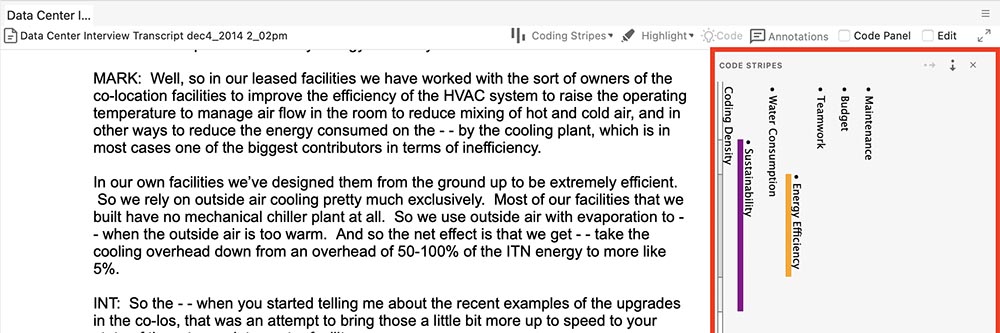 Data Center I...
Data Center Interview Transcript dec4_2014 2_02pm
Coding Stripes
Highlight
Code
Annotations
Code Panel
Edit
MARK: Well, so in our leased facilities we have worked with the sort of owners of the
co-location facilities to improve the efficiency of the HVAC system to raise the operating
temperature to manage air flow in the room to reduce mixing of hot and cold air, and in
other ways to reduce the energy consumed on the - - by the cooling plant, which is in
most cases one of the biggest contributors in terms of inefficiency.
In our own facilities we’ve designed them from the ground up to be extremely efficient.
So we rely on outside air cooling pretty much exclusively. Most of our facilities that we
built have no mechanical chiller plant at all. So we use outside air with evaporation to -
- when the outside air is too warm. And so the net effect is that we get - - take the
cooling overhead down from an overhead of 50-100% of the ITN energy to more like
5%.
INT: So the - - when you started telling me about the recent examples of the upgrades
in the co-los, that was an attempt to bring those a little bit more up to speed to your
CODE STRIPES
Coding Density
• Sustainability
• Water Consumption
• Energy Efficiency
• Teamwork
• Budget
• Maintenance